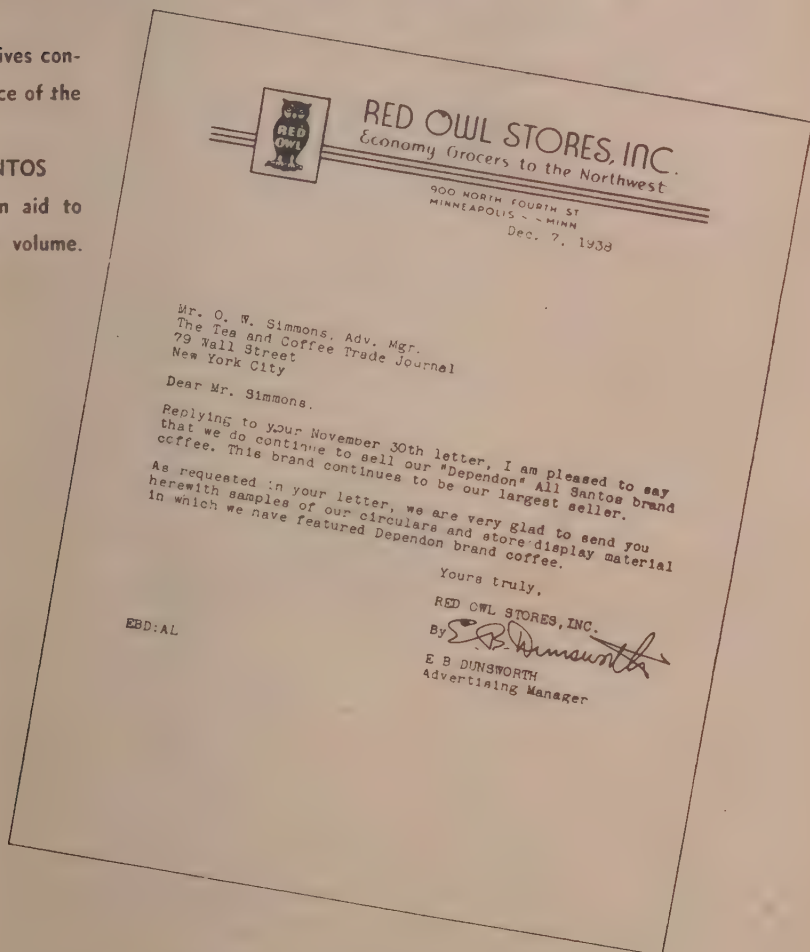 ives con-
ce of the
NTOS
n aid to
volume.
RED OWL
RED OWL STORES, INC.
Economy Grocers to the Northwest
900 NORTH FOURTH ST
MINNEAPOLIS - - MINN
Dec. 7, 1938
Mr. O. W. Simmons, Adv. Mgr.
The Tea and Coffee Trade Journal
79 Wall Street
New York City
Dear Mr. Simmons.
Replying to your November 30th letter, I am pleased to say
that we do continue to sell our "Dependon" All Santos brand
coffee. This brand continues to be our largest seller.
As requested in your letter, we are very glad to send you
herewith samples of our circulars and store display material
in which we have featured Dependon brand coffee.
Yours truly,
RED OWL STORES, INC.
By E. B. Dunsworth
E B DUNSWORTH
Advertising Manager
EBD:AL